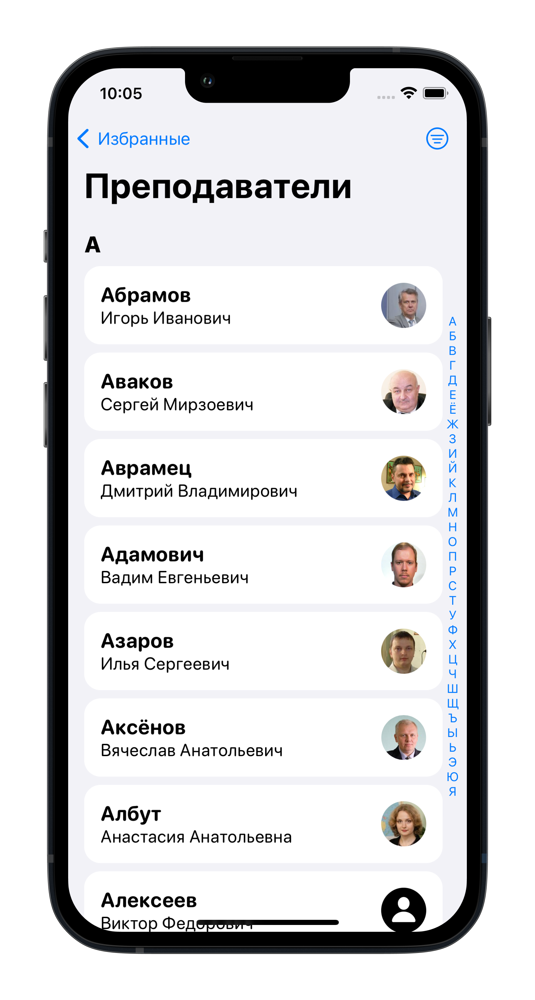 10:05
Избранные
Преподаватели
А
Абрамов
Игорь Иванович
Аваков
Сергей Мирзоевич
Аврамец
Дмитрий Владимирович
Адамович
Вадим Евгеньевич
Азаров
Илья Сергеевич
Аксёнов
Вячеслав Анатольевич
Албут
Анастасия Анатольевна
Алексеев
Виктор Федорович
А
Б
В
Г
Д
Е
Ё
Ж
З
И
Й
К
Л
М
Н
О
П
Р
С
Т
У
Ф
Х
Ц
Ч
Ш
Щ
Ъ
Ы
Ь
Э
Ю
Я